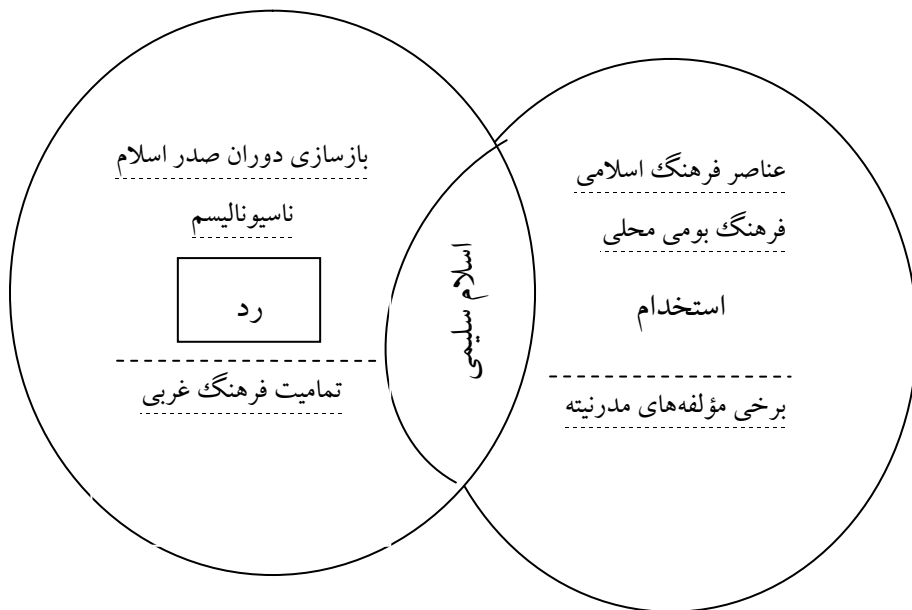 عناصر فرهنگ اسلامی
فرهنگ بومی محلی
استخدام
برخی مؤلفه‌های مدرنیته
اسلام سلیمی
بازسازی دوران صدر اسلام
ناسیونالیسم
رد
تمامیت فرهنگ غربی